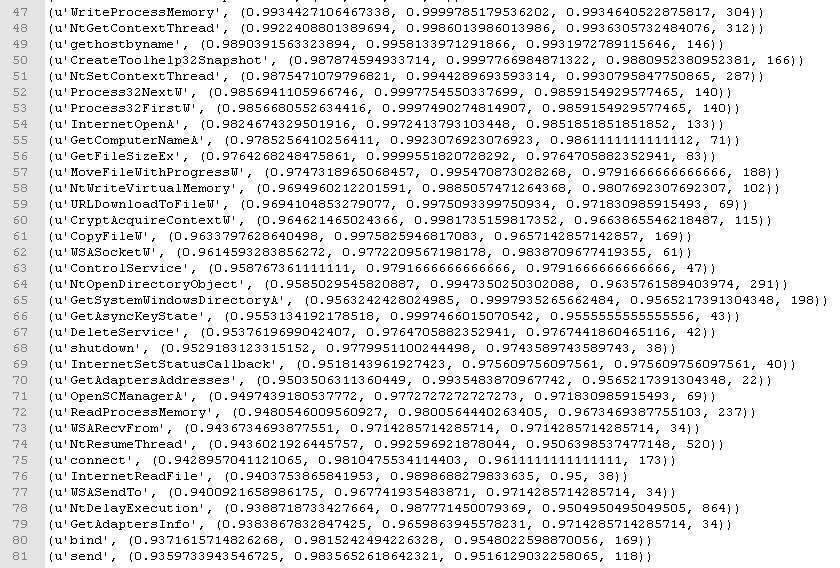 47 (u'WriteProcessMemory', (0.9934427106467338, 0.9999785179536202, 0.9934640522875817, 304))
48 (u'NtGetContextThread', (0.9922408801389694, 0.9986013986013986, 0.9936305732484076, 312))
49 (u'gethostbyname', (0.9890391563323894, 0.9958133971291866, 0.9931972789115646, 146))
50 (u'CreateToolhelp32Snapshot', (0.987874594933714, 0.9997766984871322, 0.9880952380952381, 166))
51 (u'NtSetContextThread', (0.9875471079796821, 0.9944289693593314, 0.9930795847750865, 287))
52 (u'Process32NextW', (0.9856941105966746, 0.9997754550337699, 0.9859154929577465, 140))
53 (u'Process32FirstW', (0.9856680552634416, 0.9997490274814907, 0.9859154929577465, 140))
54 (u'InternetOpenA', (0.9824674329501916, 0.9972413793103448, 0.9851851851851852, 133))
55 (u'GetComputerNameA', (0.9785256410256411, 0.9923076923076923, 0.9861111111111112, 71))
56 (u'GetFileSizeEx', (0.9764268248475861, 0.9999551820728292, 0.9764705882352941, 83))
57 (u'MoveFileWithProgressW', (0.9747318965068457, 0.995470873028268, 0.9791666666666666, 188))
58 (u'NtWriteVirtualMemory', (0.9694960212201591, 0.9885057471264368, 0.9807692307692307, 102))
59 (u'URLDownloadToFileW', (0.9694104853279077, 0.9975093399750934, 0.971830985915493, 69))
60 (u'CryptAcquireContextW', (0.964621465024366, 0.9981735159817352, 0.9663865546218487, 115))
61 (u'CopyFileW', (0.9633797628640498, 0.9975825946817083, 0.9657142857142857, 169))
62 (u'WSASocketW', (0.9614593283856272, 0.9772209567198178, 0.9838709677419355, 61))
63 (u'ControlService', (0.958767361111111, 0.9791666666666666, 0.9791666666666666, 47))
64 (u'NtOpenDirectoryObject', (0.9585029545820887, 0.9947350250302088, 0.9635761589403974, 291))
65 (u'GetSystemWindowsDirectoryA', (0.9563242428024985, 0.9997935265662484, 0.9565217391304348, 198))
66 (u'GetAsyncKeyState', (0.9553134192178518, 0.9997466015070542, 0.9555555555555556, 43))
67 (u'DeleteService', (0.9537619699042407, 0.9764705882352941, 0.9767441860465116, 42))
68 (u'shutdown', (0.9529183123315152, 0.9779951100244498, 0.9743589743589743, 38))
69 (u'InternetSetStatusCallback', (0.9518143961927423, 0.975609756097561, 0.975609756097561, 40))
70 (u'GetAdaptersAddresses', (0.9503506311360449, 0.9935483870967742, 0.9565217391304348, 22))
71 (u'OpenSCManagerA', (0.9497439180537772, 0.9772727272727273, 0.971830985915493, 69))
72 (u'ReadProcessMemory', (0.9480546009560927, 0.9800564440263405, 0.9673469387755103, 237))
73 (u'WSARecvFrom', (0.9436734693877551, 0.9714285714285714, 0.9714285714285714, 34))
74 (u'NtResumeThread', (0.9436021926445757, 0.992596921878044, 0.9506398537477148, 520))
75 (u'connect', (0.9428957041121065, 0.9810475534114403, 0.9611111111111111, 173))
76 (u'InternetReadFile', (0.9403753865841953, 0.9898688279833635, 0.95, 38))
77 (u'WSASendTo', (0.9400921658986175, 0.967741935483871, 0.9714285714285714, 34))
78 (u'NtDelayExecution', (0.9388718733427664, 0.987771450079369, 0.9504950495049505, 864))
79 (u'GetAdaptersInfo', (0.9383867832847425, 0.9659863945578231, 0.9714285714285714, 34))
80 (u'bind', (0.9371615714826268, 0.9815242494226328, 0.9548022598870056, 169))
81 (u'send', (0.9359733943546725, 0.9835652618642321, 0.9516129032258065, 118))